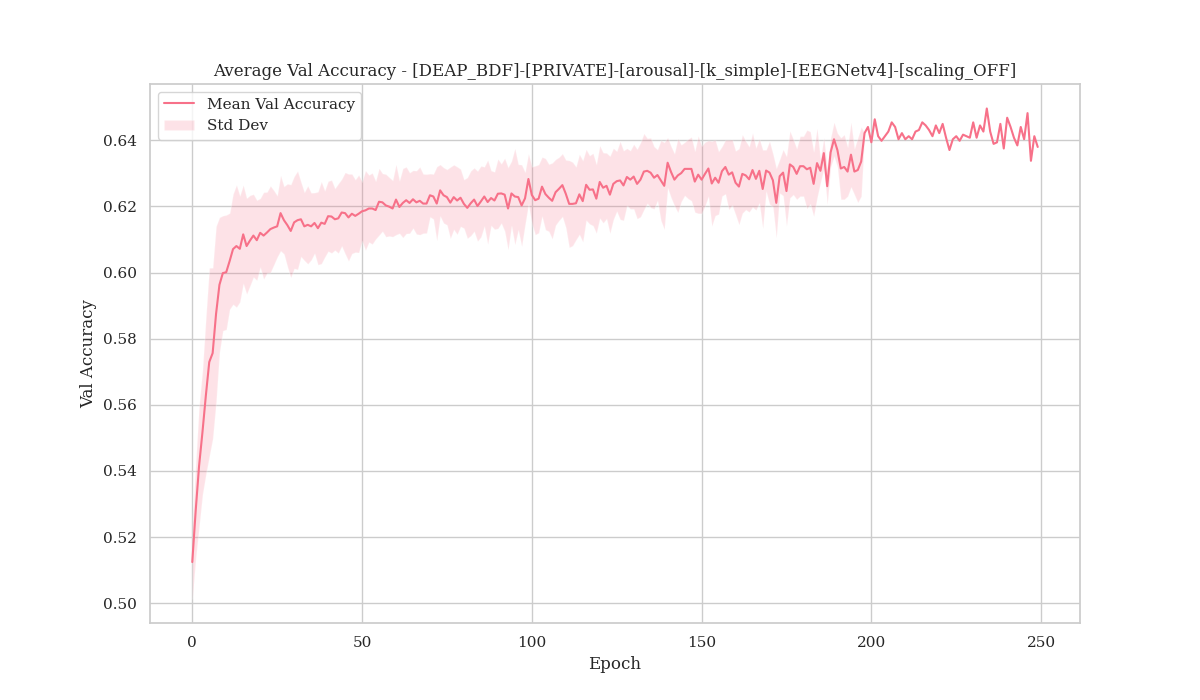 Average Val Accuracy - [DEAP_BDF]-[PRIVATE]-[arousal]-[k_simple]-[EEGNetv4]-[scaling_OFF]
Mean Val Accuracy
Std Dev
Val Accuracy
0.64
0.62
0.60
0.58
0.56
0.54
0.52
0.50
0
50
100
150
200
250
Epoch